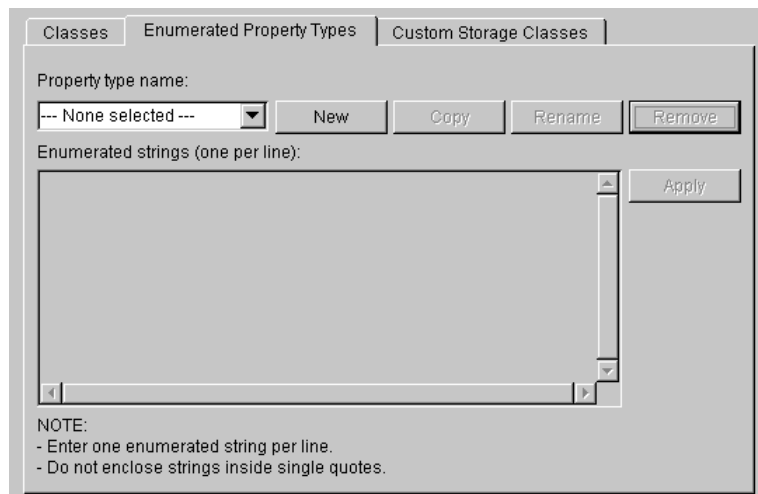 Classes Enumerated Property Types Custom Storage Classes
Property type name:
--- None selected --- New Copy Rename Remove
Enumerated strings (one per line):
Apply
NOTE:
- Enter one enumerated string per line.
- Do not enclose strings inside single quotes.